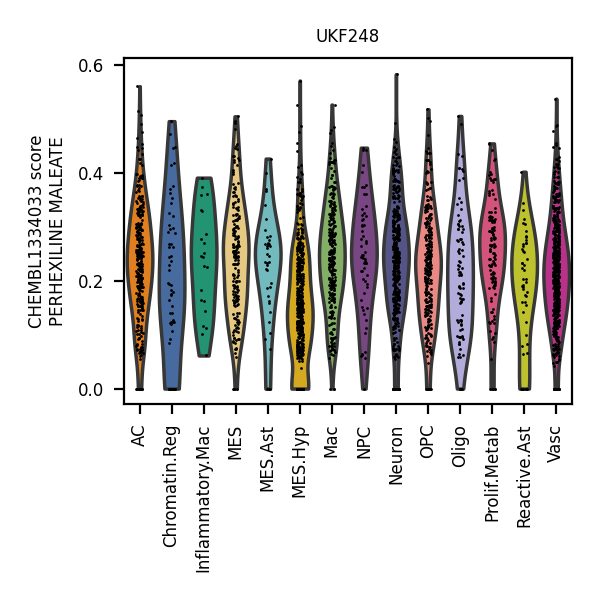 UKF248
CHEMBL1334033 score
PERHEXILINE MALEATE
0.6
0.4
0.2
0.0
AC
Chromatin.Reg
Inflammatory.Mac
MES
MES.Ast
MES.Hyp
Mac
NPC
Neuron
OPC
Oligo
Prolif.Metab
Reactive.Ast
Vasc